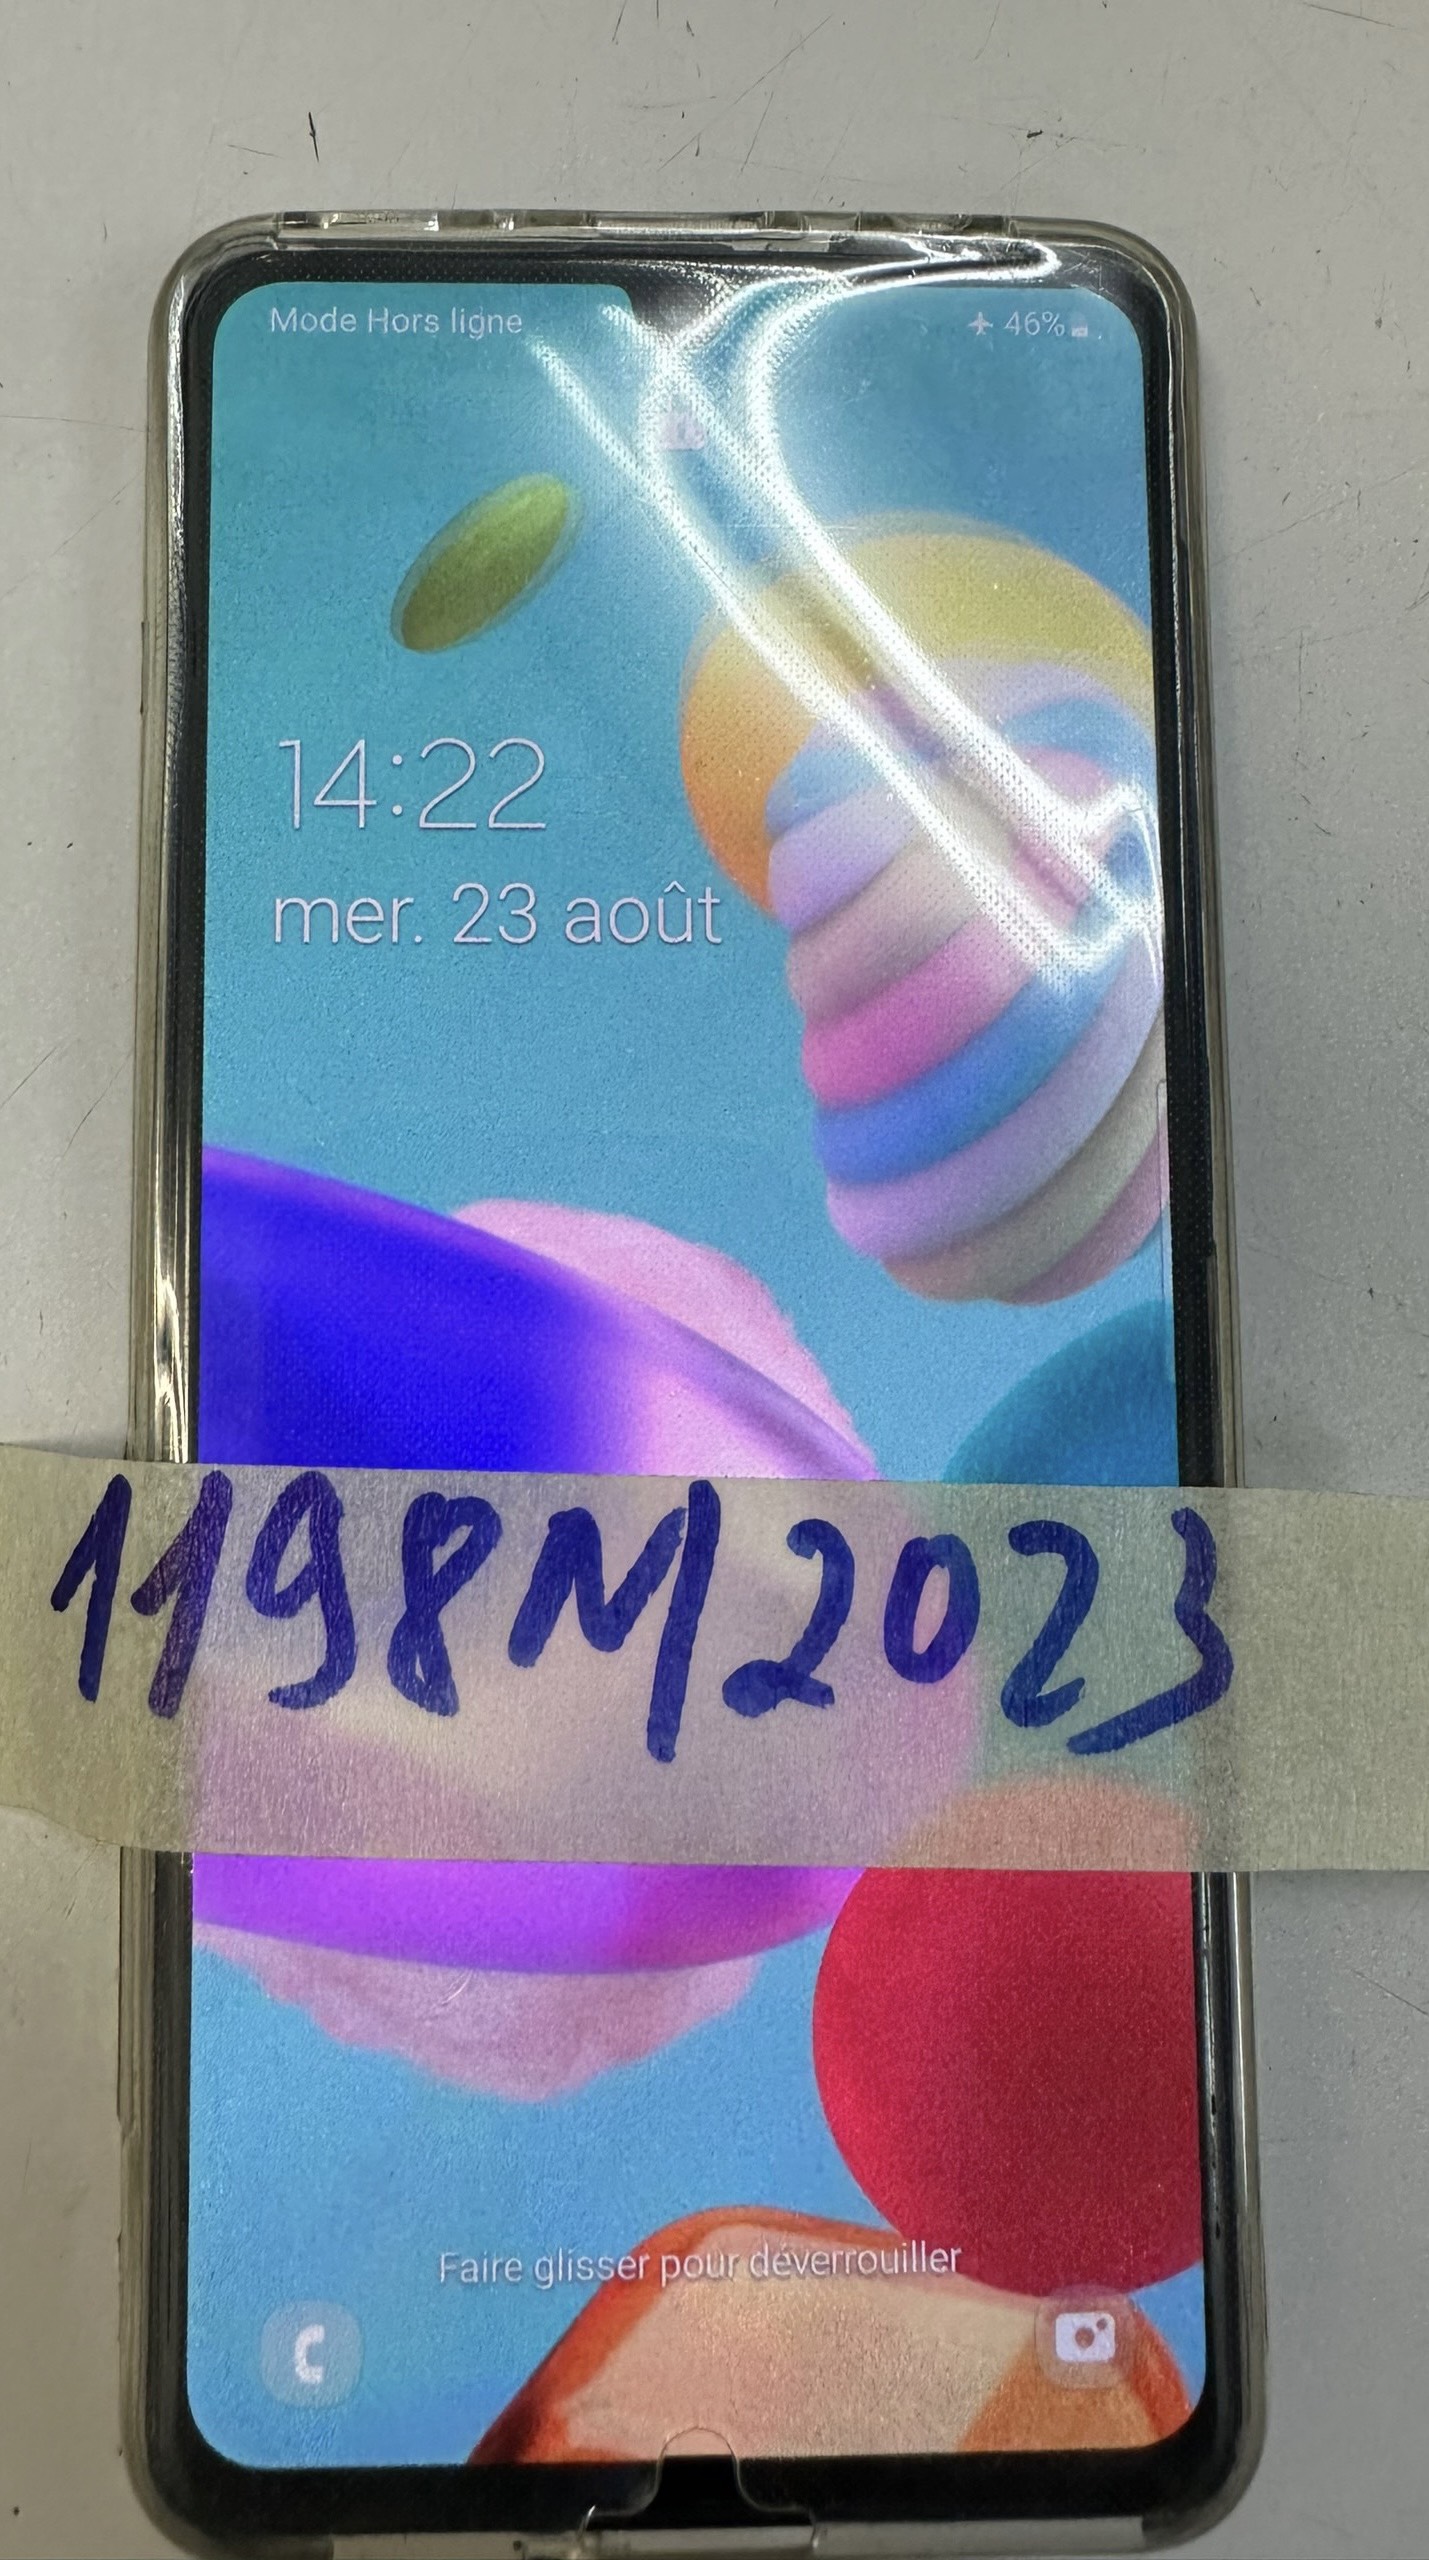 Mode Hors ligne
46%
14:22
mer. 23 août
1198M2023
Faire glisser pour déverrouiller